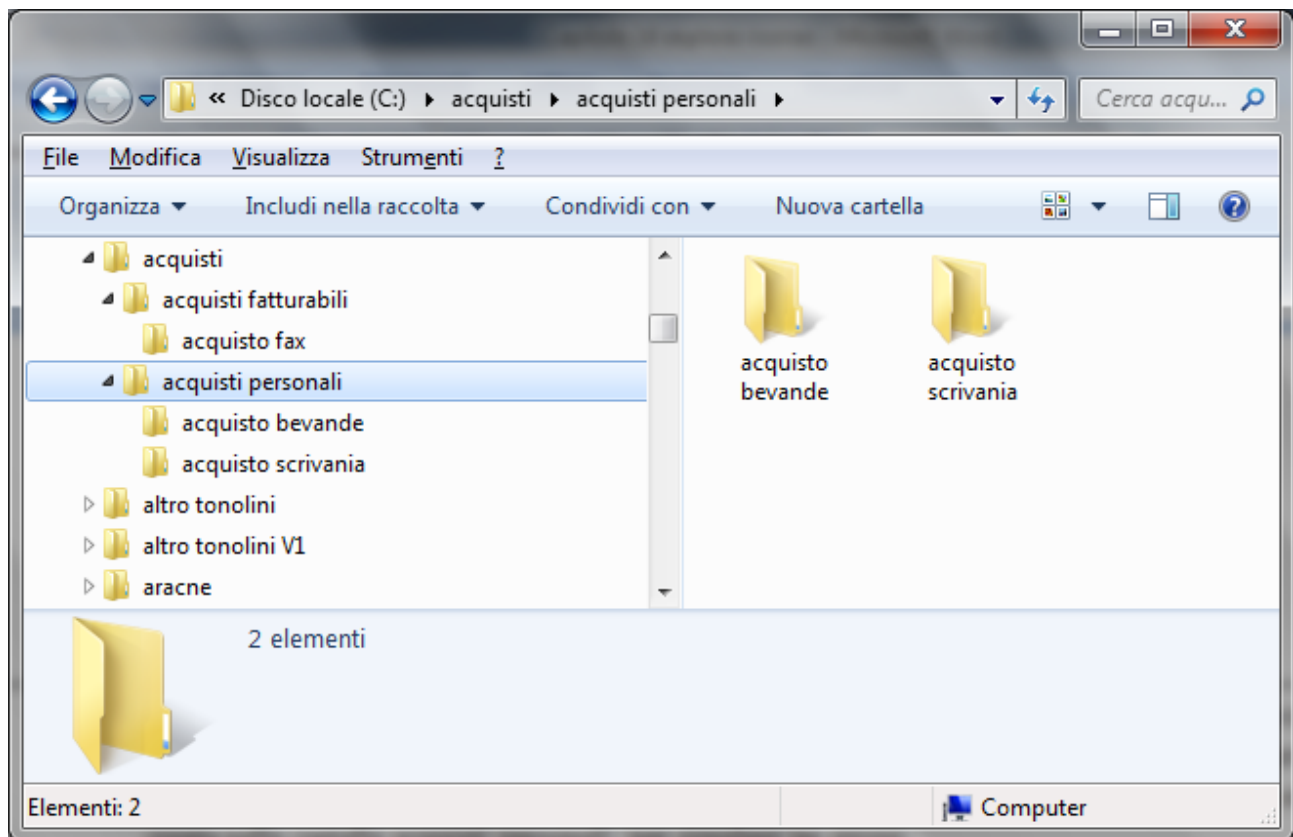 « Disco locale (C:) acquisti acquisti personali
Cerca acqu...
File Modifica Visualizza Strumenti ?
Organizza Includi nella raccolta Condividi con Nuova cartella
acquisti
acquisti fatturabili
acquisto fax
acquisti personali
acquisto bevande
acquisto scrivania
altro tonolini
altro tonolini V1
aracne
acquisto
bevande
acquisto
scrivania
2 elementi
Elementi: 2
Computer